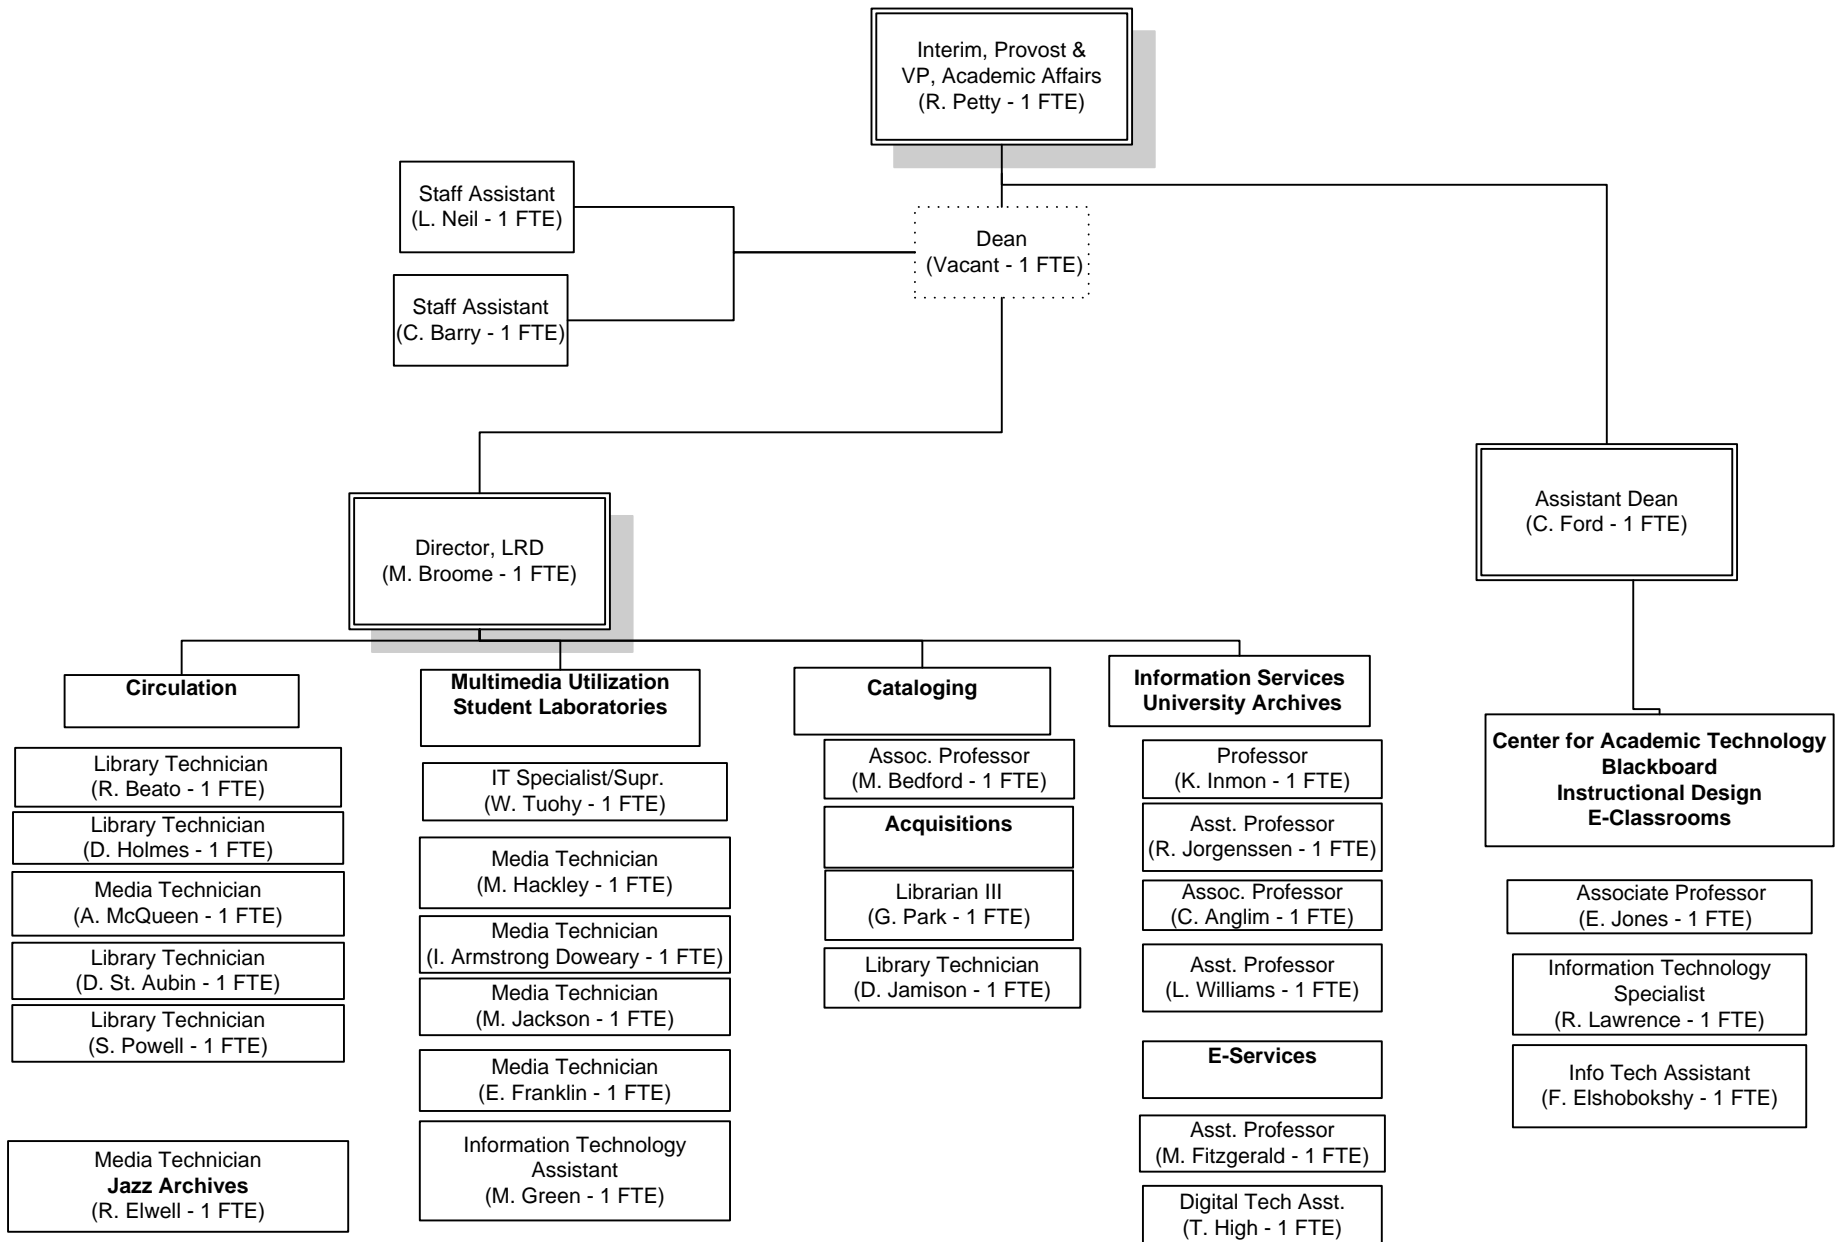 Interim, Provost &
VP, Academic Affairs
(R. Petty - 1 FTE)
Staff Assistant
(L. Neil - 1 FTE)
Dean
(Vacant - 1 FTE)
Staff Assistant
(C. Barry - 1 FTE)
Director, LRD
(M. Broome - 1 FTE)
Assistant Dean
(C. Ford - 1 FTE)
Circulation
Library Technician
(R. Beato - 1 FTE)
Library Technician
(D. Holmes - 1 FTE)
Media Technician
(A. McQueen - 1 FTE)
Library Technician
(D. St. Aubin - 1 FTE)
Library Technician
(S. Powell - 1 FTE)
Media Technician
Jazz Archives
(R. Elwell - 1 FTE)
Multimedia Utilization
Student Laboratories
IT Specialist/Supr.
(W. Tuohy - 1 FTE)
Media Technician
(M. Hackley - 1 FTE)
Media Technician
(I. Armstrong Doweary - 1 FTE)
Media Technician
(M. Jackson - 1 FTE)
Media Technician
(E. Franklin - 1 FTE)
Information Technology
Assistant
(M. Green - 1 FTE)
Cataloging
Assoc. Professor
(M. Bedford - 1 FTE)
Acquisitions
Librarian III
(G. Park - 1 FTE)
Library Technician
(D. Jamison - 1 FTE)
Information Services
University Archives
Professor
(K. Inmon - 1 FTE)
Asst. Professor
(R. Jorgenssen - 1 FTE)
Assoc. Professor
(C. Anglim - 1 FTE)
Asst. Professor
(L. Williams - 1 FTE)
E-Services
Asst. Professor
(M. Fitzgerald - 1 FTE)
Digital Tech Asst.
(T. High - 1 FTE)
Center for Academic Technology
Blackboard
Instructional Design
E-Classrooms
Associate Professor
(E. Jones - 1 FTE)
Information Technology
Specialist
(R. Lawrence - 1 FTE)
Info Tech Assistant
(F. Elshobokshy - 1 FTE)